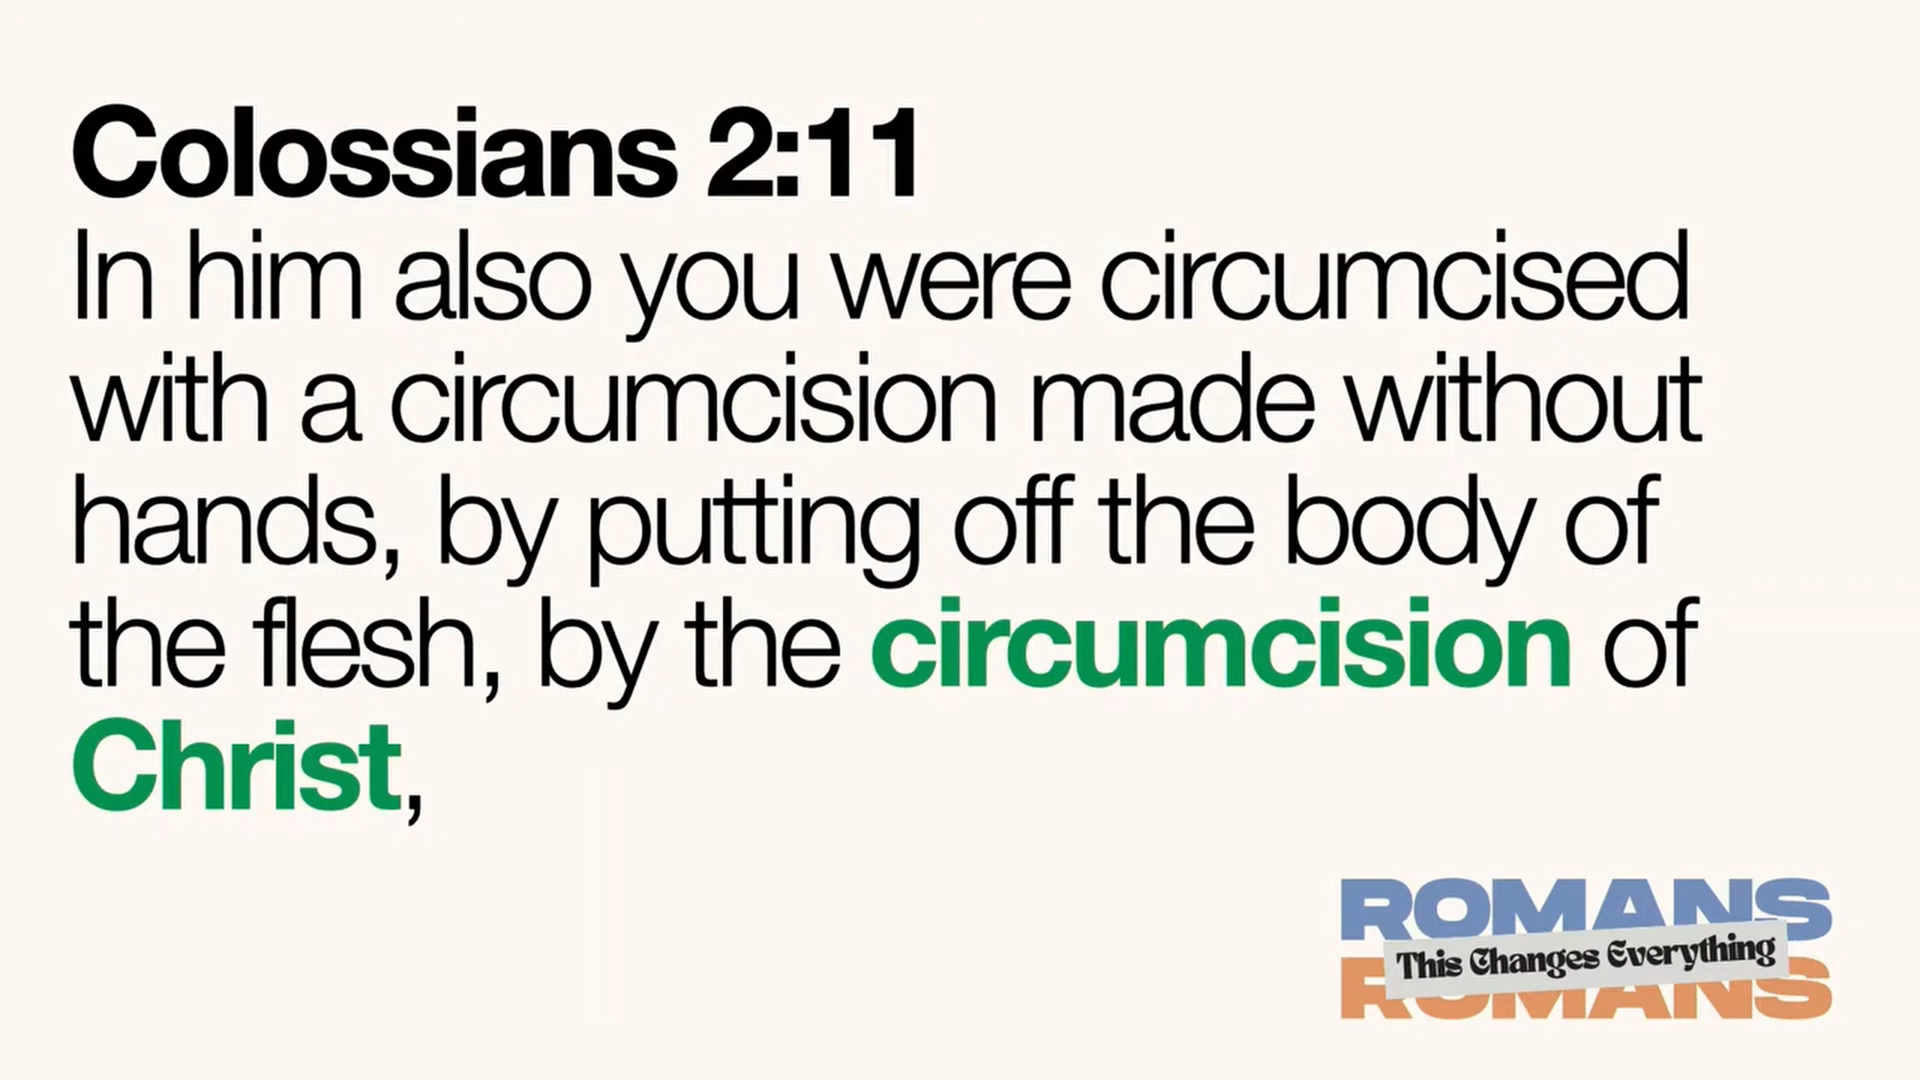 Colossians 2:11
In him also you were circumcised
with a circumcision made without
hands, by putting off the body of
the flesh, by the circumcision of
Christ,
ROMANS
This Changes Everything
ROMANS